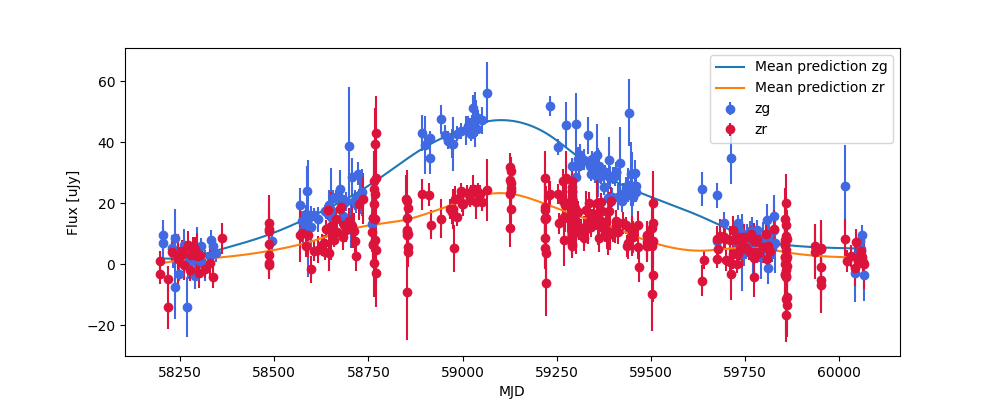 Flux [uJy]
60
40
20
0
−20
Mean prediction zg
Mean prediction zr
zg
zr
58250 58500 58750 59000 59250 59500 59750 60000
MJD